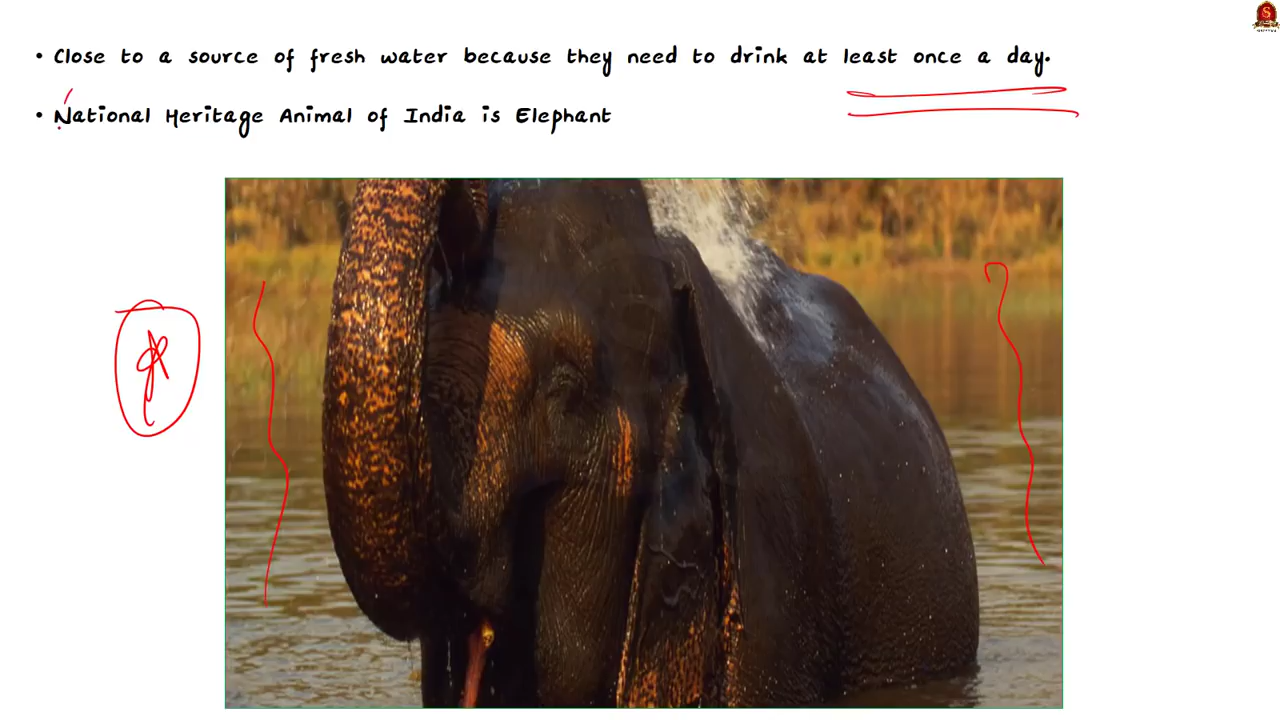 • Close to a source of fresh water because they need to drink at least once a day.
• National Heritage Animal of India is Elephant